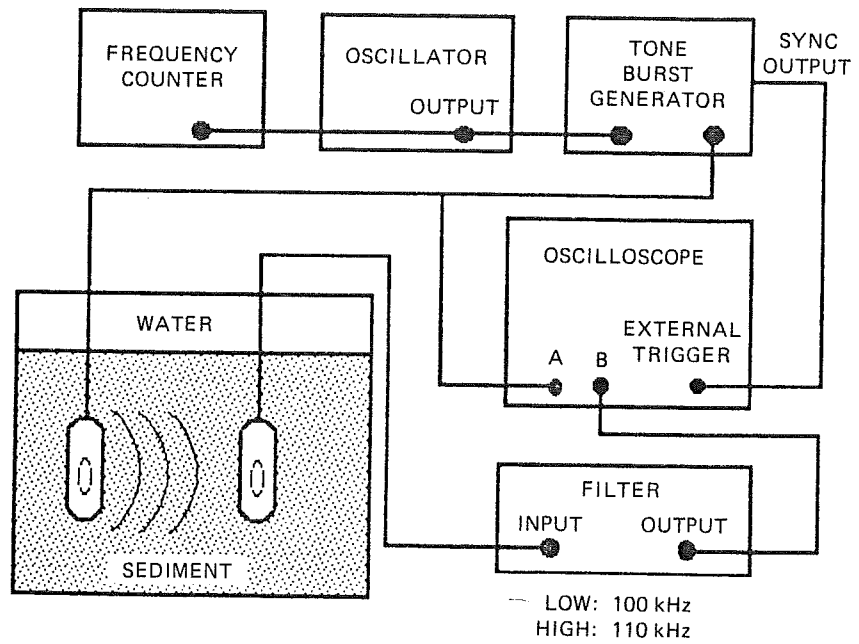 FREQUENCY
COUNTER
OSCILLATOR
OUTPUT
TONE
BURST
GENERATOR
SYNC
OUTPUT
OSCILLOSCOPE
EXTERNAL
TRIGGER
A B
WATER
SEDIMENT
FILTER
INPUT OUTPUT
LOW: 100 kHz
HIGH: 110 kHz